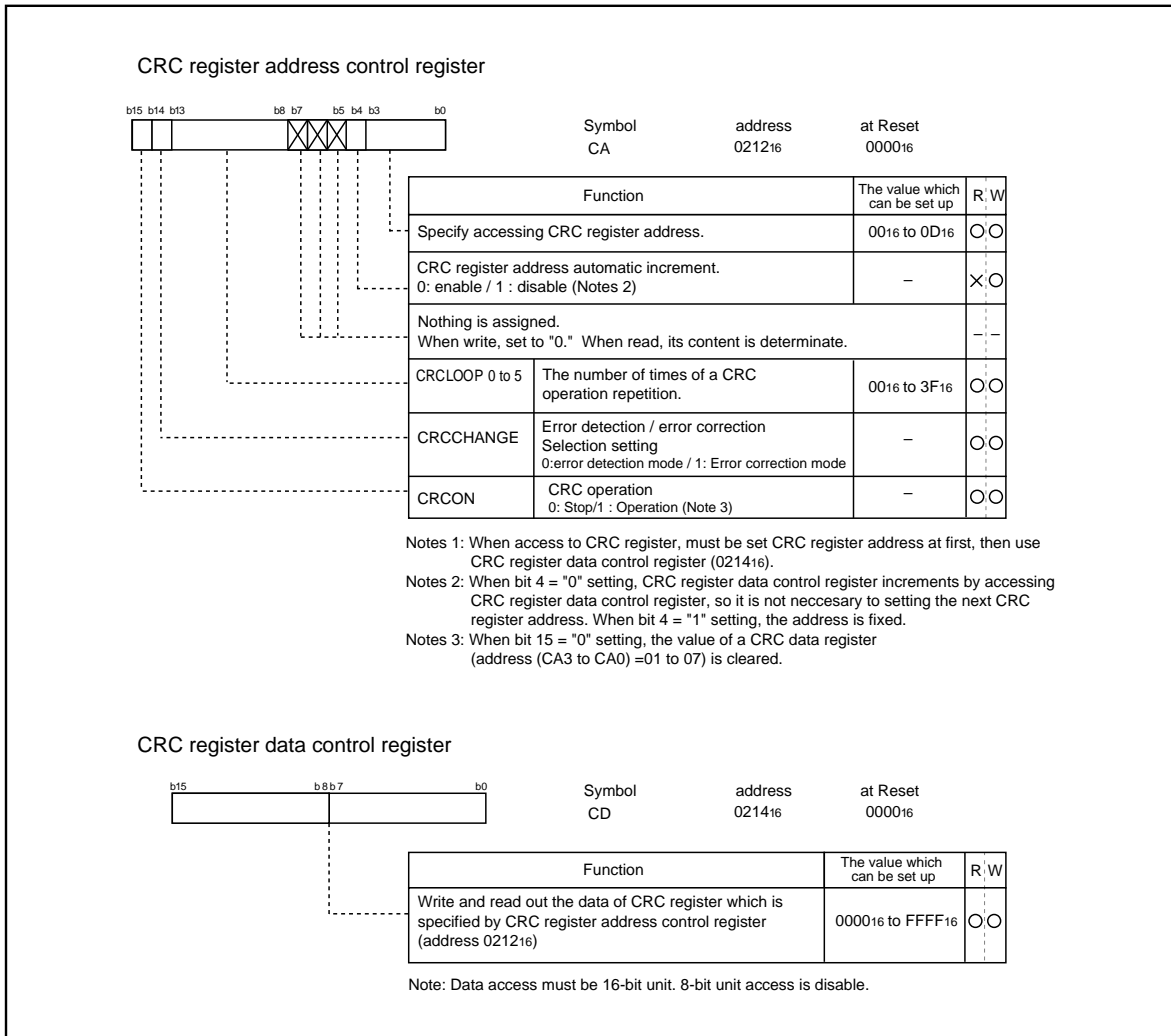 CRC register address control register
b15 b14 b13 b8 b7 b5 b4 b3 b0
Symbol address at Reset
CA 021216 000016
Function The value which can be set up R W
Specify accessing CRC register address. 0016 to 0D16
CRC register address automatic increment.
0: enable / 1 : disable (Notes 2) –
Nothing is assigned.
When write, set to "0." When read, its content is determinate. – –
CRCLOOP 0 to 5 The number of times of a CRC
operation repetition. 0016 to 3F16
CRCCHANGE Error detection / error correction
Selection setting –
0:error detection mode / 1: Error correction mode
CRCON CRC operation –
0: Stop/1 : Operation (Note 3)
Notes 1: When access to CRC register, must be set CRC register address at first, then use
CRC register data control register (021416).
Notes 2: When bit 4 = "0" setting, CRC register data control register increments by accessing
CRC register data control register, so it is not neccesary to setting the next CRC
register address. When bit 4 = "1" setting, the address is fixed.
Notes 3: When bit 15 = "0" setting, the value of a CRC data register
(address (CA3 to CA0) =01 to 07) is cleared.
CRC register data control register
b15 b8 b7 b0
Symbol address at Reset
CD 021416 000016
Function The value which can be set up R W
Write and read out the data of CRC register which is
specified by CRC register address control register 000016 to FFFF16
(address 021216)
Note: Data access must be 16-bit unit. 8-bit unit access is disable.